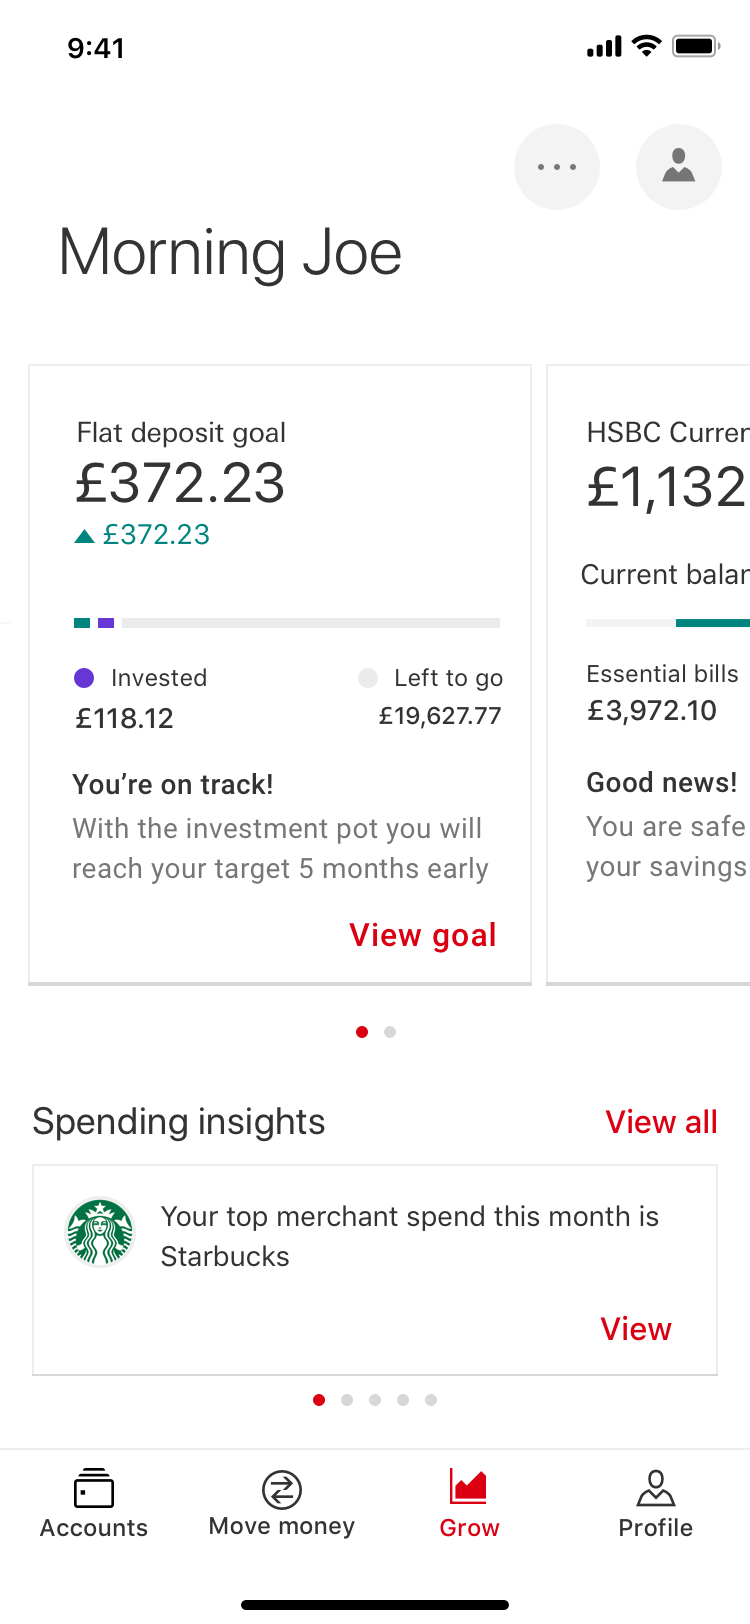 9:41
Morning Joe
Flat deposit goal
£372.23
£372.23
Invested
£118.12
Left to go
£19,627.77
You’re on track!
With the investment pot you will
reach your target 5 months early
View goal
HSBC Curren
£1,132
Current balan
Essential bills
£3,972.10
Good news!
You are safe
your savings
Spending insights
View all
Your top merchant spend this month is
Starbucks
View
Accounts
Move money
Grow
Profile